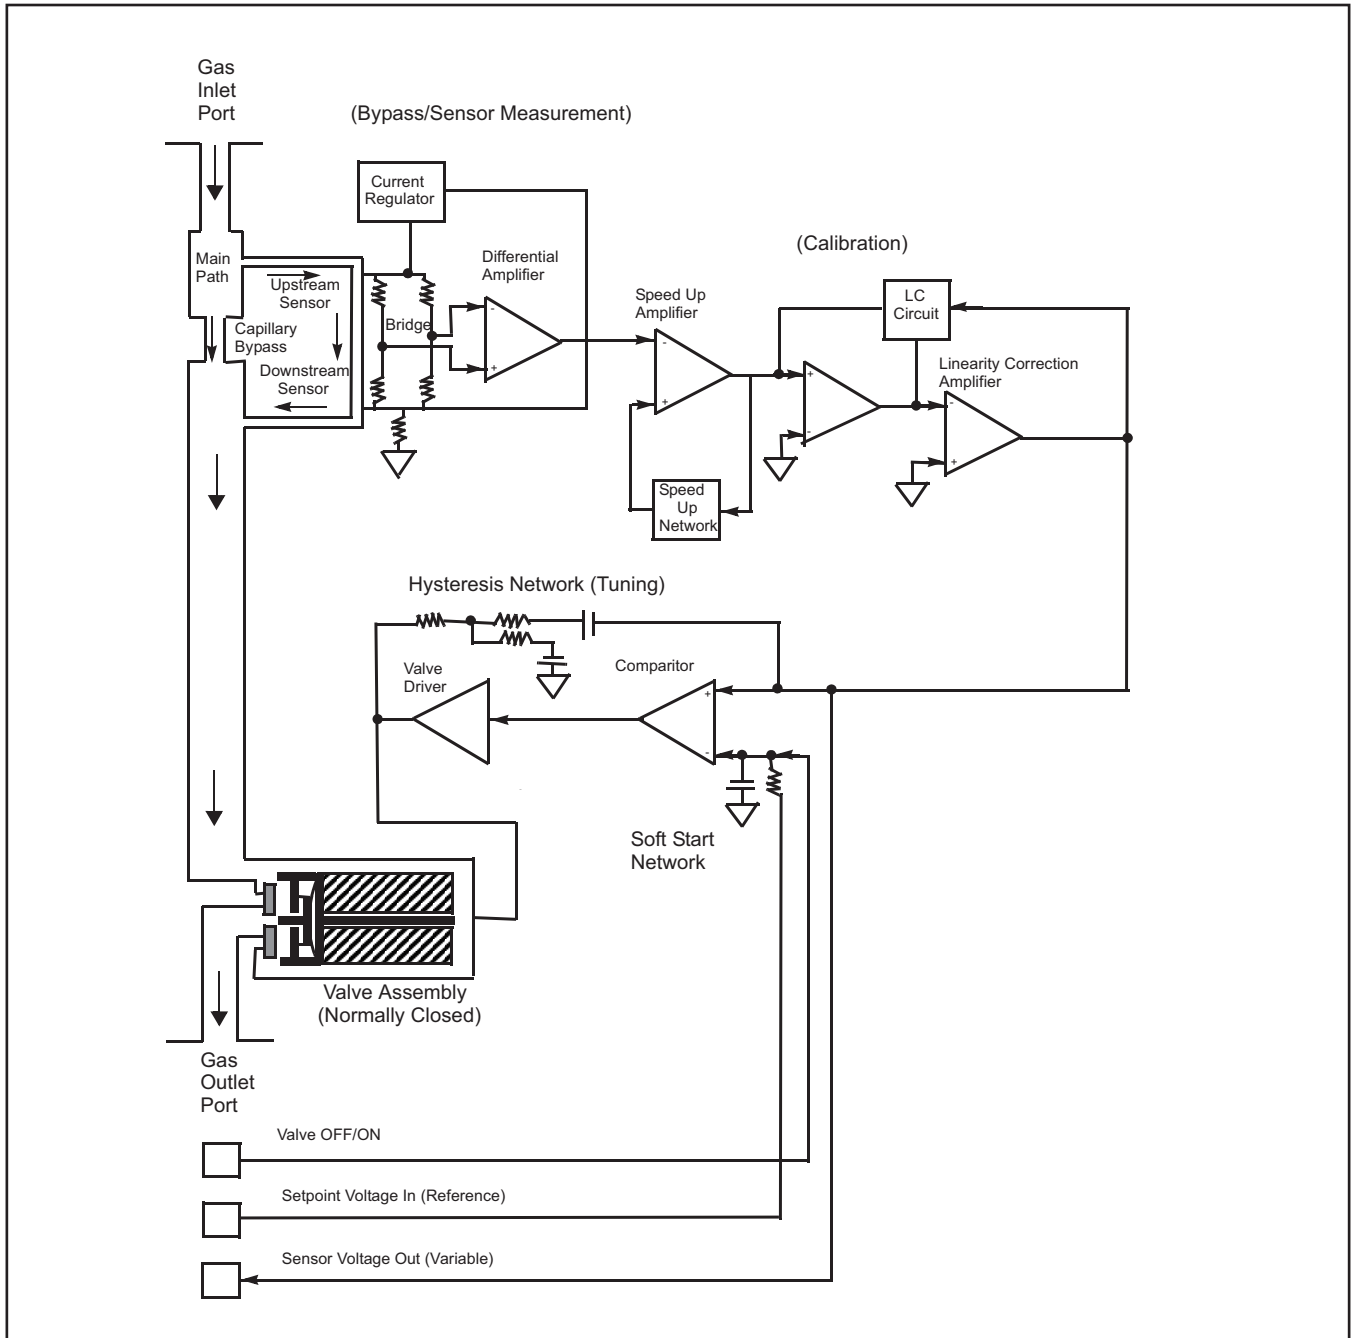 Gas
Inlet
Port
(Bypass/Sensor Measurement)
Current
Regulator
Differential
Amplifier
(Calibration)
Main
Path
Upstream
Sensor
Bridge
Capillary
Bypass
Downstream
Sensor
-
+
Speed Up
Amplifier
-
+
LC
Circuit
+
-
Linearity Correction
Amplifier
-
+
Speed
Up
Network
Hysteresis Network (Tuning)
Valve
Driver
Comparitor
+
-
Soft Start
Network
Valve Assembly
(Normally Closed)
Gas
Outlet
Port
Valve OFF/ON
Setpoint Voltage In (Reference)
Sensor Voltage Out (Variable)